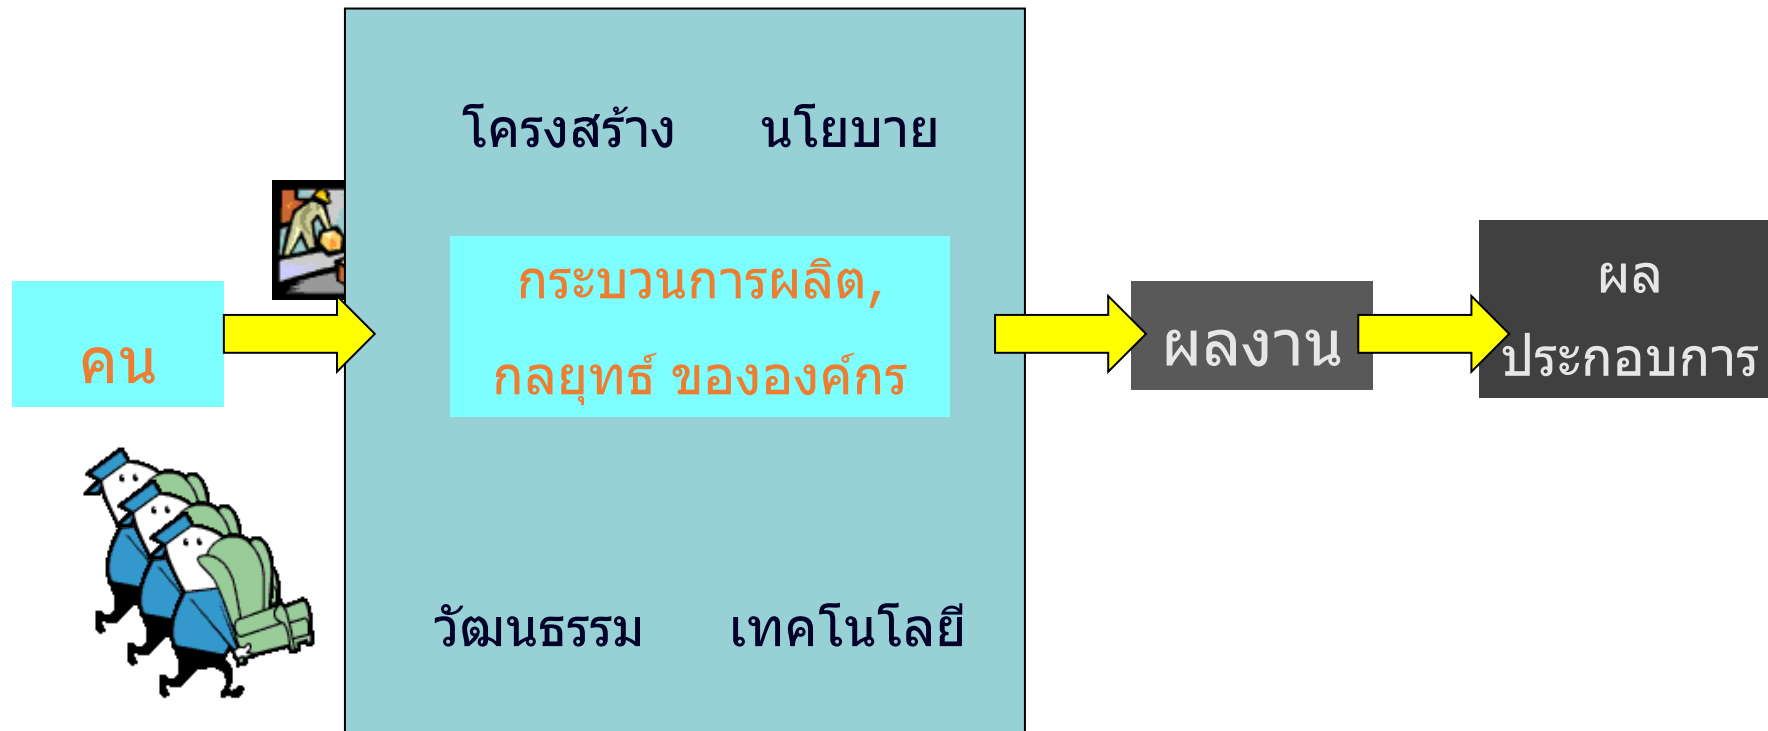 โครงสร้าง นโยบาย
คน
กระบวนการผลิต,
กลยุทธ์ ขององค์กร
ผลงาน
ผล
ประกอบการ
วัฒนธรรม เทคโนโลยี